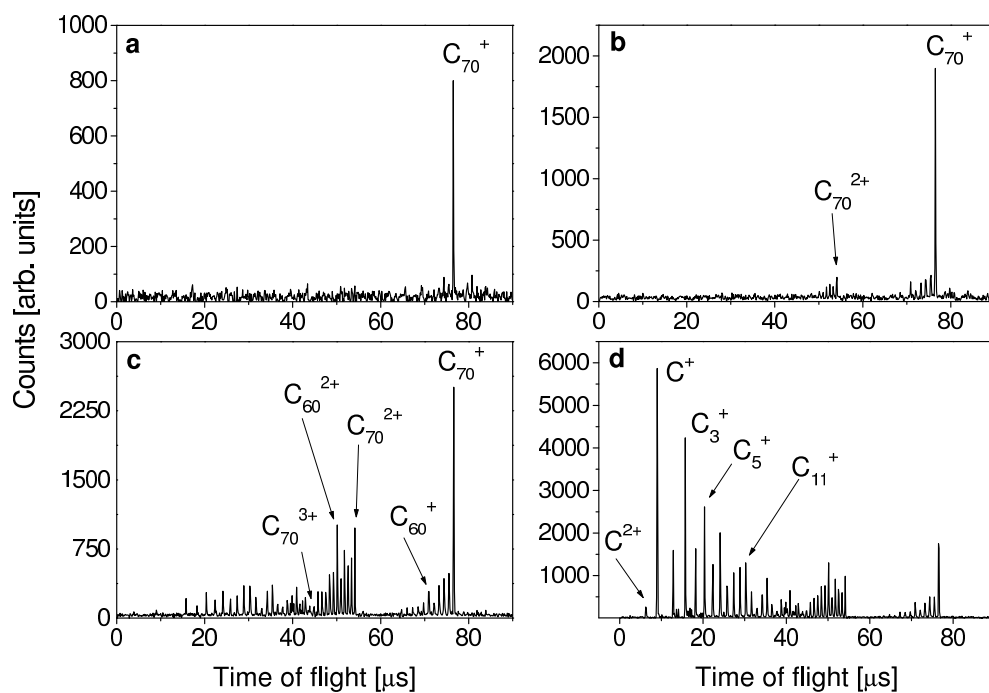 a
C₇₀⁺
1000
800
600
400
200
0
0 20 40 60 80
b
C₇₀⁺
C₇₀²⁺
2000
1500
1000
500
0
0 20 40 60 80
Counts [arb. units]
c
C₇₀⁺
C₆₀²⁺
C₇₀²⁺
C₇₀³⁺
C₆₀⁺
3000
2250
1500
750
0
0 20 40 60 80
Time of flight [μs]
d
C⁺
C₃⁺
C₅⁺
C₁₁⁺
C²⁺
6000
5000
4000
3000
2000
1000
0
0 20 40 60 80
Time of flight [μs]